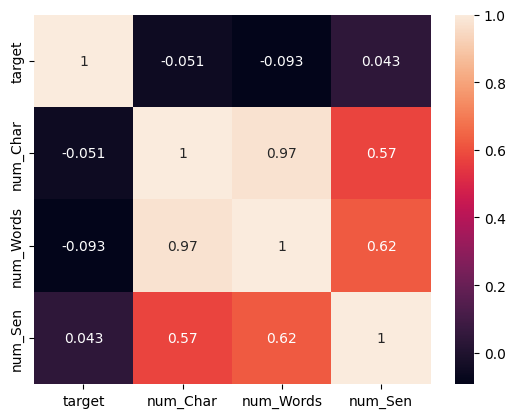 target 1 -0.051 -0.093 0.043
num_Char -0.051 1 0.97 0.57
num_Words -0.093 0.97 1 0.62
num_Sen 0.043 0.57 0.62 1
target num_Char num_Words num_Sen
1.0
0.8
0.6
0.4
0.2
0.0